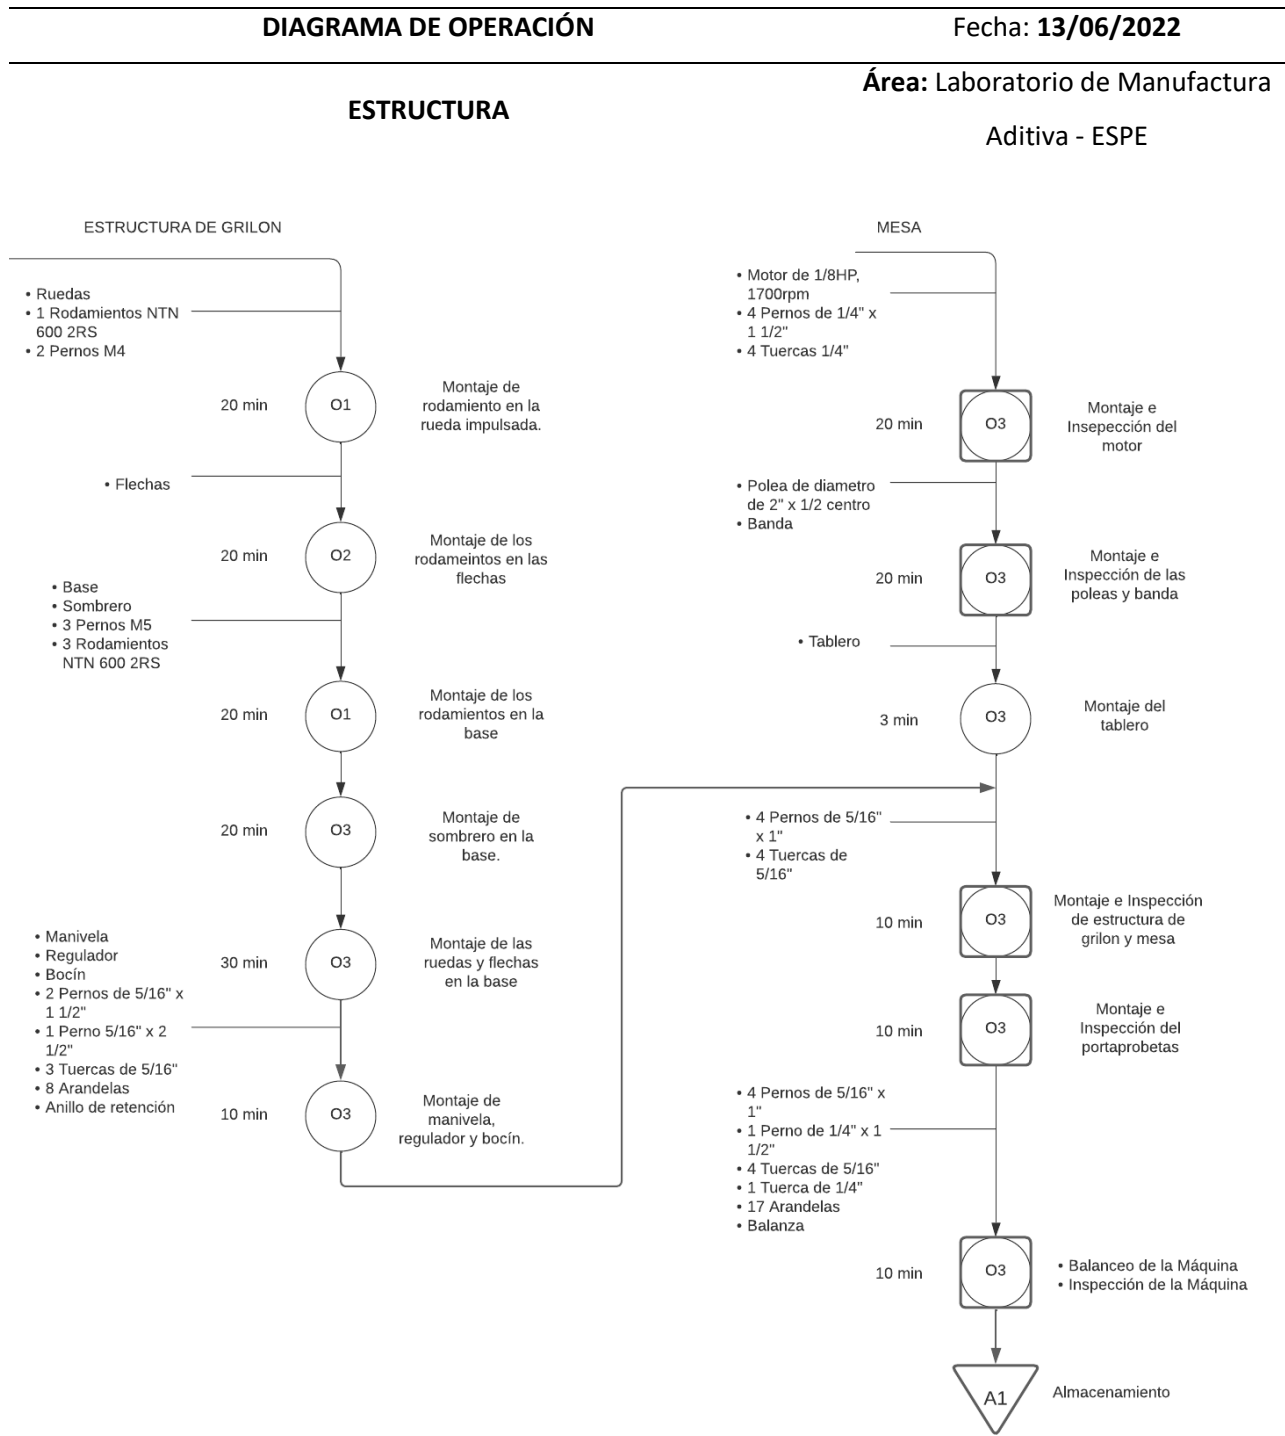 DIAGRAMA DE OPERACIÓN
Fecha: 13/06/2022
ESTRUCTURA
Área: Laboratorio de Manufactura
Aditiva - ESPE
ESTRUCTURA DE GRILON
• Ruedas
• 1 Rodamientos NTN
600 2RS
• 2 Pernos M4
20 min
O1
Montaje de
rodamiento en la
rueda impulsada.
• Flechas
20 min
O2
Montaje de los
rodameintos en las
flechas
• Base
• Sombrero
• 3 Pernos M5
• 3 Rodamientos
NTN 600 2RS
20 min
O1
Montaje de los
rodamientos en la
base
20 min
O3
Montaje de
sombrero en la
base.
30 min
O3
Montaje de las
ruedas y flechas
en la base
• Manivela
• Regulador
• Bocín
• 2 Pernos de 5/16" x
1 1/2"
• 1 Perno 5/16" x 2
1/2"
• 3 Tuercas de 5/16"
• 8 Arandelas
• Anillo de retención
10 min
O3
Montaje de
manivela,
regulador y bocín.
MESA
• Motor de 1/8HP,
1700rpm
• 4 Pernos de 1/4" x
1 1/2"
• 4 Tuercas 1/4"
20 min
O3
Montaje e
Insepección del
motor
• Polea de diametro
de 2" x 1/2 centro
• Banda
20 min
O3
Montaje e
Inspección de las
poleas y banda
• Tablero
3 min
O3
Montaje del
tablero
• 4 Pernos de 5/16"
x 1"
• 4 Tuercas de
5/16"
10 min
O3
Montaje e Inspección
de estructura de
grilon y mesa
10 min
O3
Montaje e
Inspección del
portaprobetas
• 4 Pernos de 5/16" x
1"
• 1 Perno de 1/4" x 1
1/2"
• 4 Tuercas de 5/16"
• 1 Tuerca de 1/4"
• 17 Arandelas
• Balanza
10 min
O3
• Balanceo de la Máquina
• Inspección de la Máquina
A1
Almacenamiento